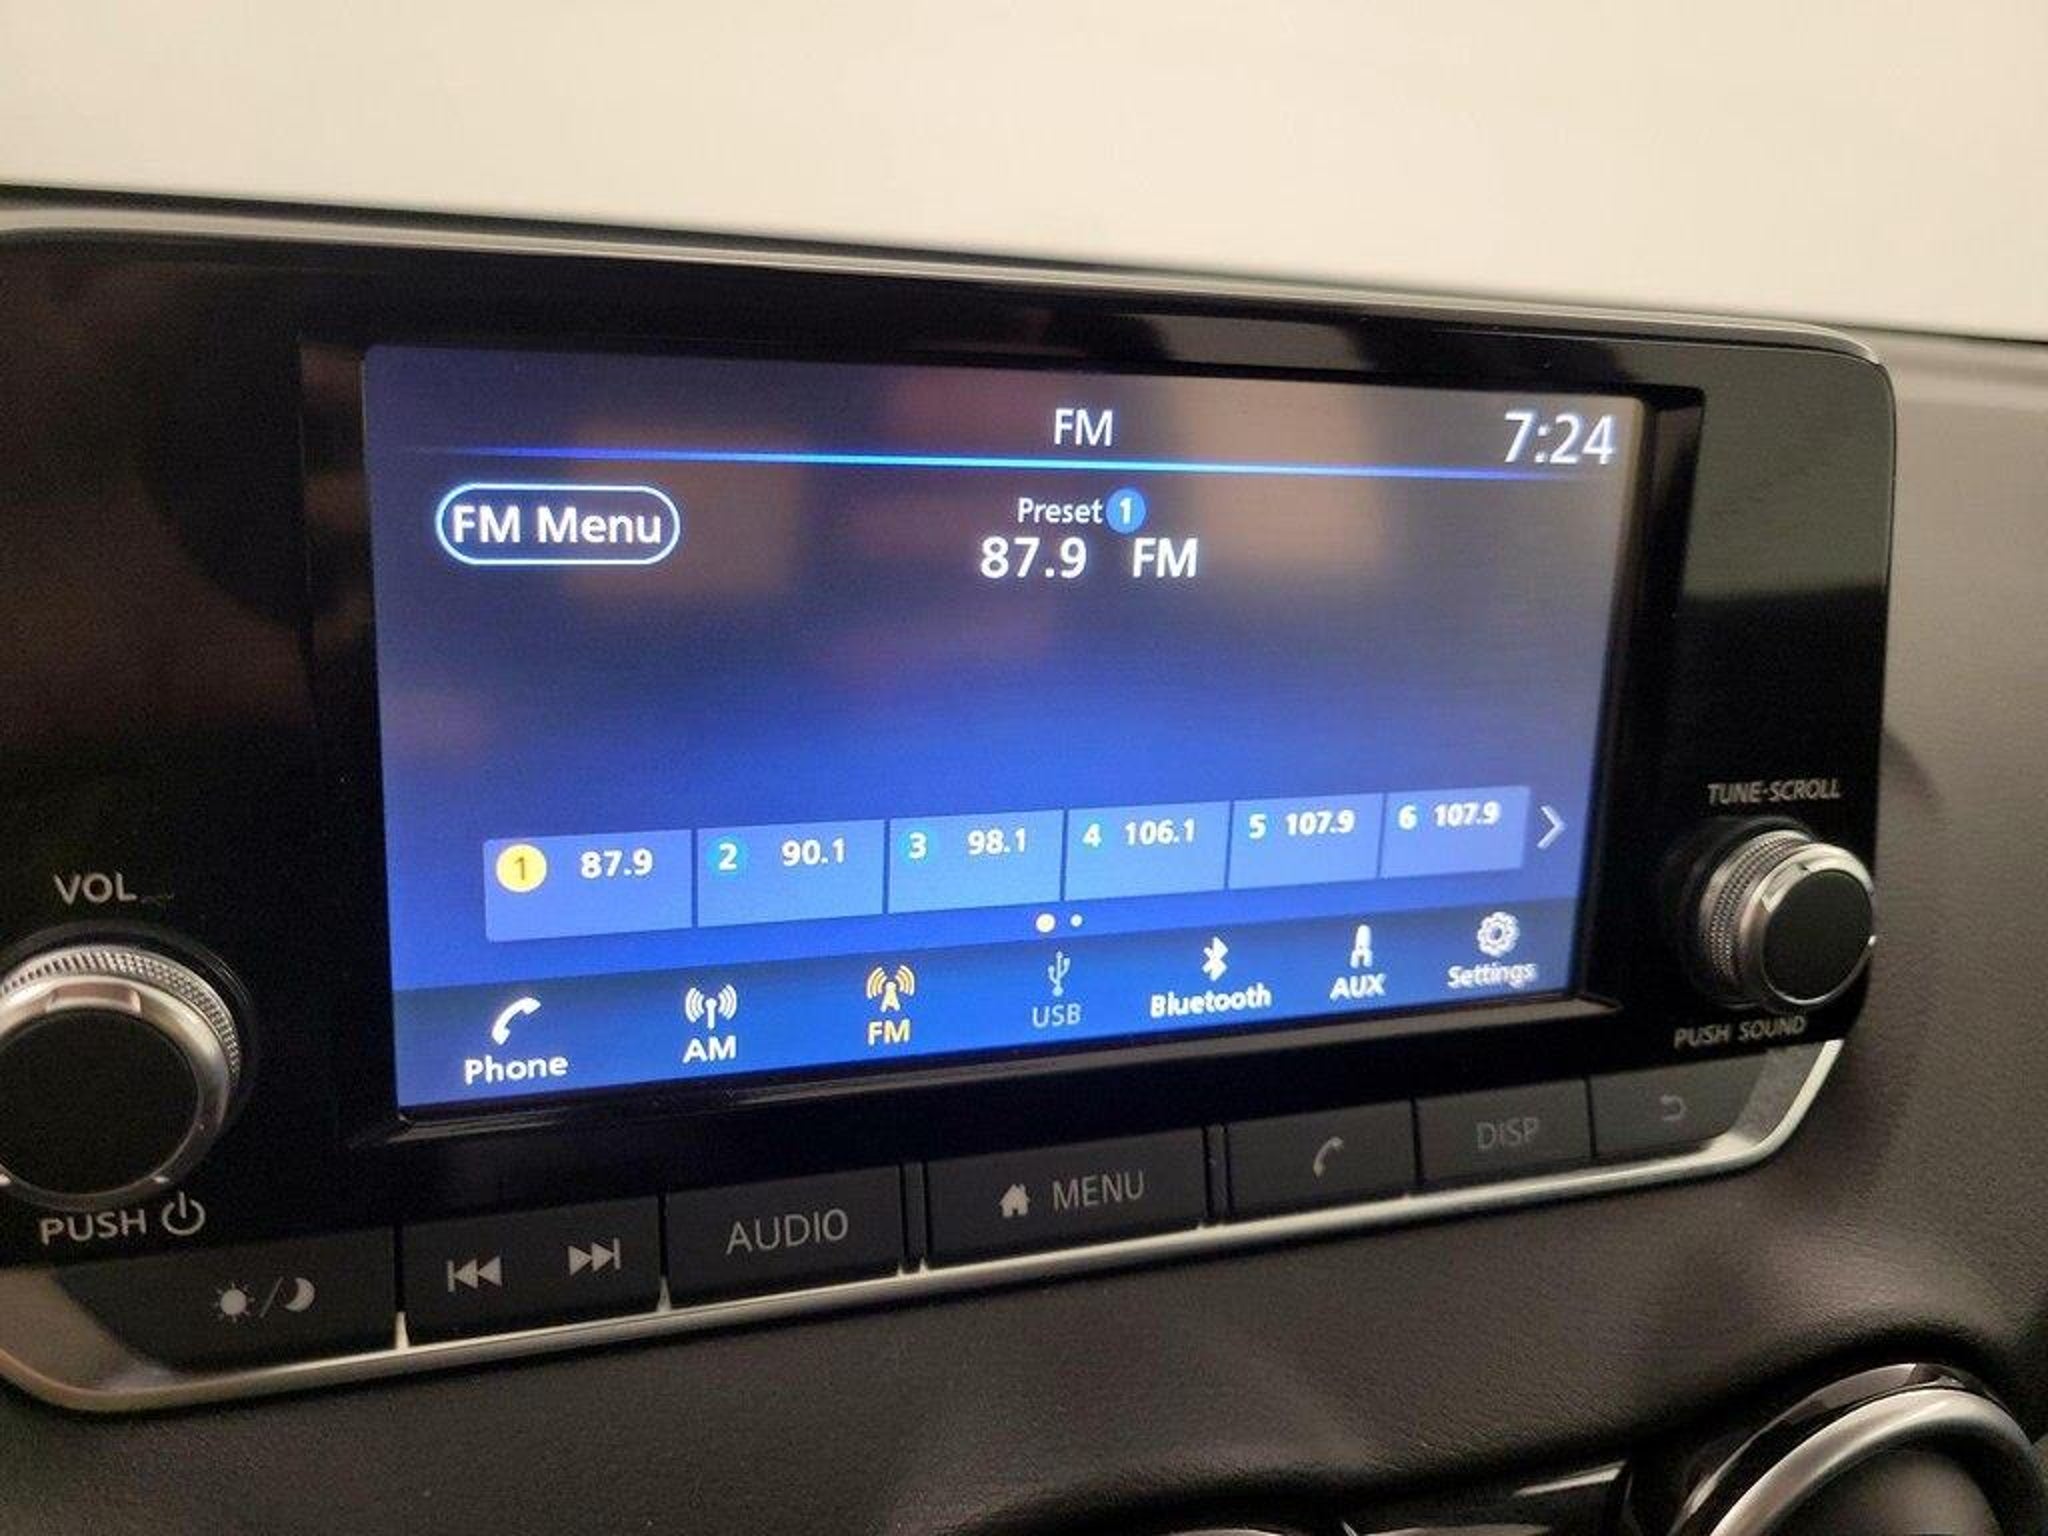 FM
7:24
FM Menu
Preset 1
87.9 FM
1 87.9
2 90.1
3 98.1
4 106.1
5 107.9
6 107.9
Phone
AM
FM
USB
Bluetooth
AUX
Settings
VOL
PUSH
TUNE·SCROLL
PUSH SOUND
AUDIO
MENU
DISP